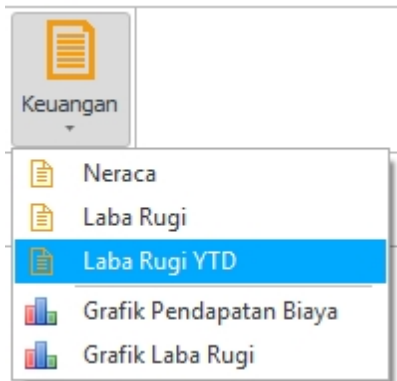 Keuangan
Neraca
Laba Rugi
Laba Rugi YTD
Grafik Pendapatan Biaya
Grafik Laba Rugi